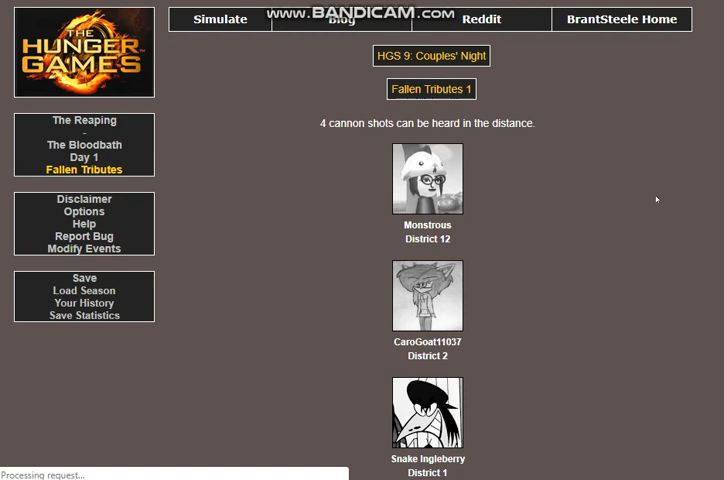 WWW.BANDICAM.COM
Simulate
Blog
Reddit
BrantSteele Home
THE
HUNGER
GAMES
The Reaping
-
The Bloodbath
Day 1
Fallen Tributes
Disclaimer
Options
Help
Report Bug
Modify Events
Save
Load Season
Your History
Save Statistics
HGS 9: Couples' Night
Fallen Tributes 1
4 cannon shots can be heard in the distance.
Monstrous
District 12
CaroGoat11037
District 2
Snake Ingleberry
District 1
Processing request...